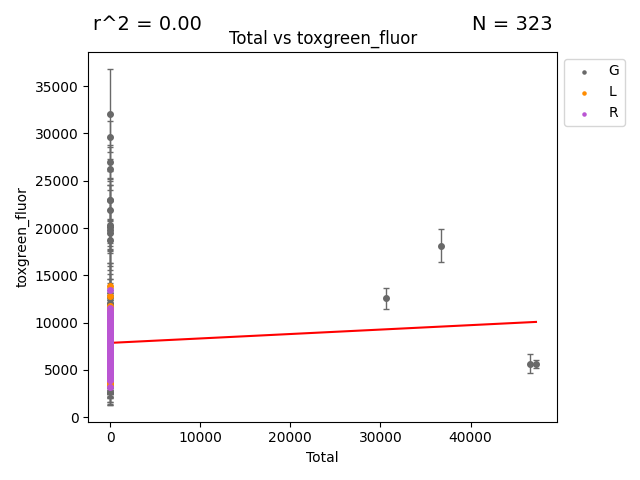 r^2 = 0.00
N = 323
Total vs toxgreen_fluor
G
L
R
toxgreen_fluor
35000
30000
25000
20000
15000
10000
5000
0
0
10000
20000
30000
40000
Total